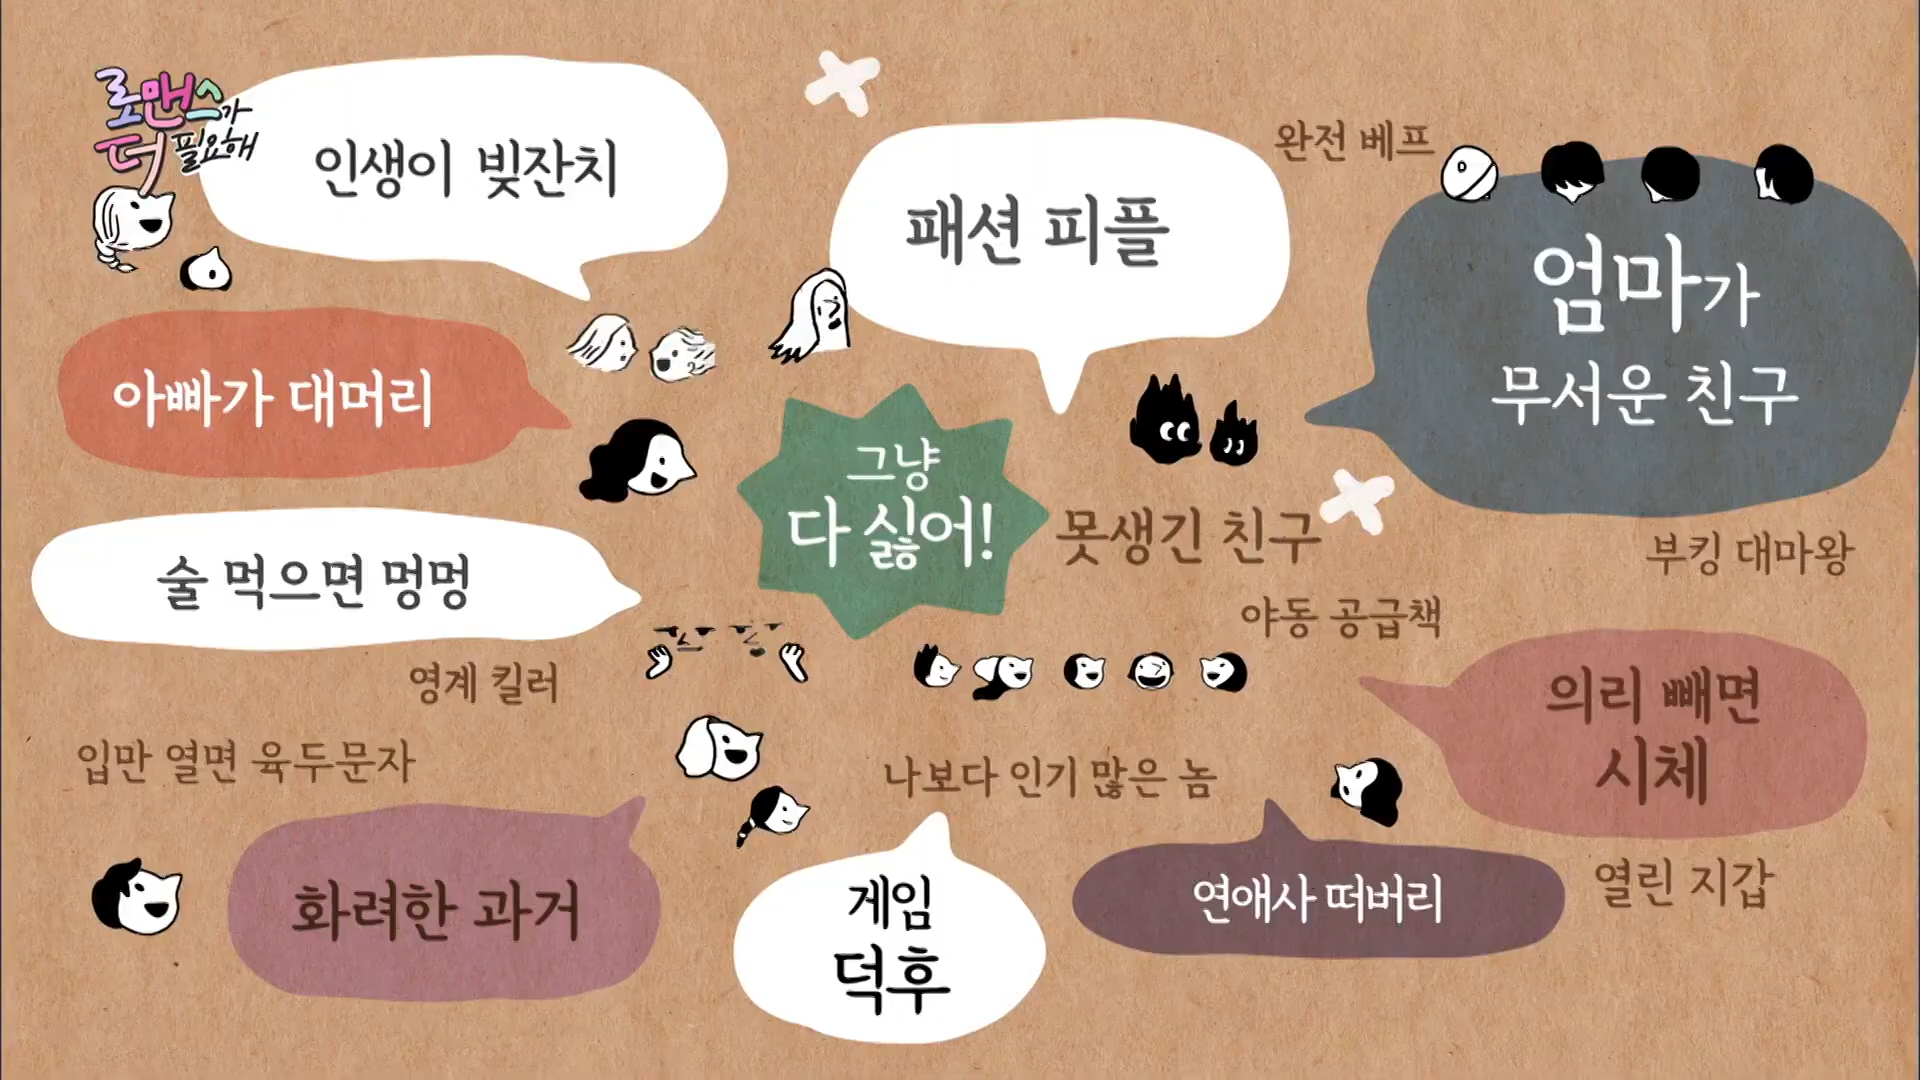 로맨스가
더 필요해
인생이 빚잔치
패션 피플
완전 베프
엄마가
무서운 친구
아빠가 대머리
그냥
다 싫어!
못생긴 친구
술 먹으면 멍멍
부킹 대마왕
야동 공급책
영계 킬러
의리 빼면
시체
입만 열면 육두문자
나보다 인기 많은 놈
화려한 과거
게임
덕후
연애사 떠버리
열린 지갑